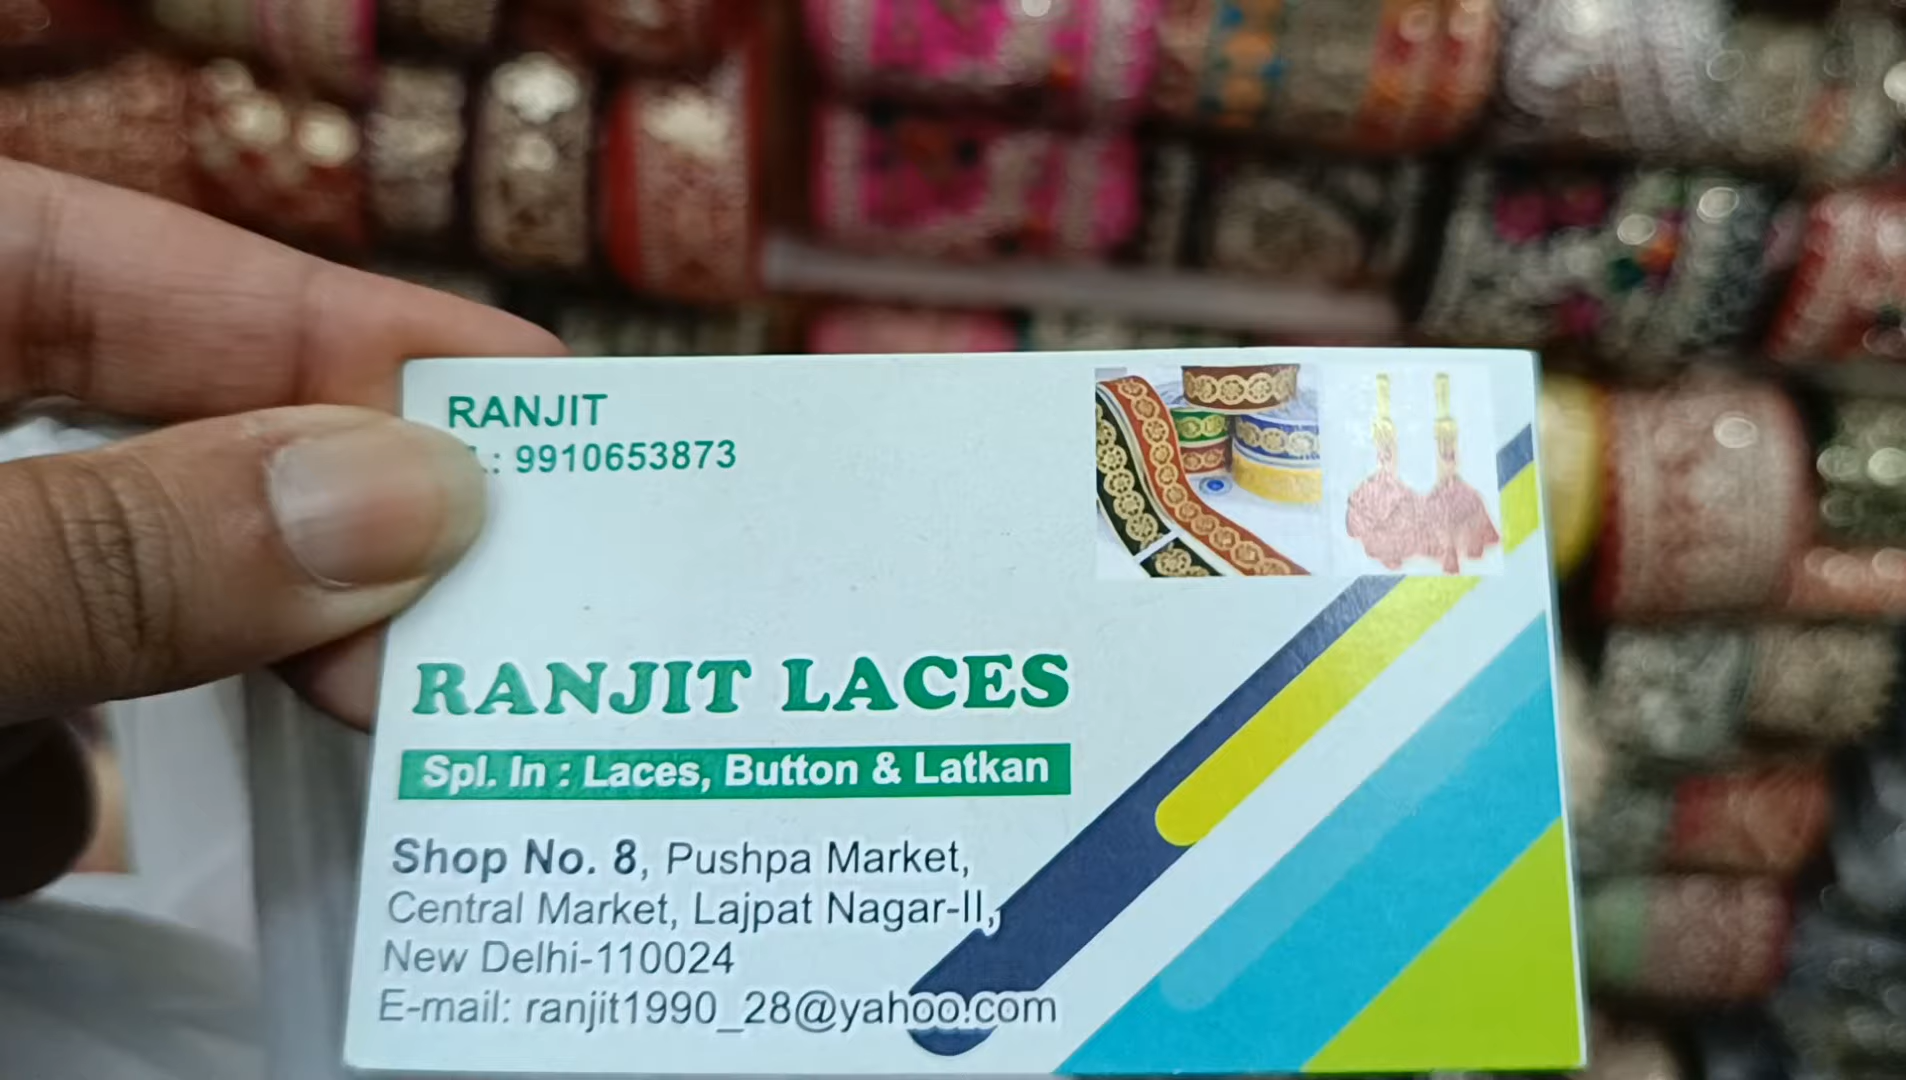 RANJIT
.: 9910653873
RANJIT LACES
Spl. In : Laces, Button & Latkan
Shop No. 8, Pushpa Market,
Central Market, Lajpat Nagar-II,
New Delhi-110024
E-mail: ranjit1990_28@yahoo.com